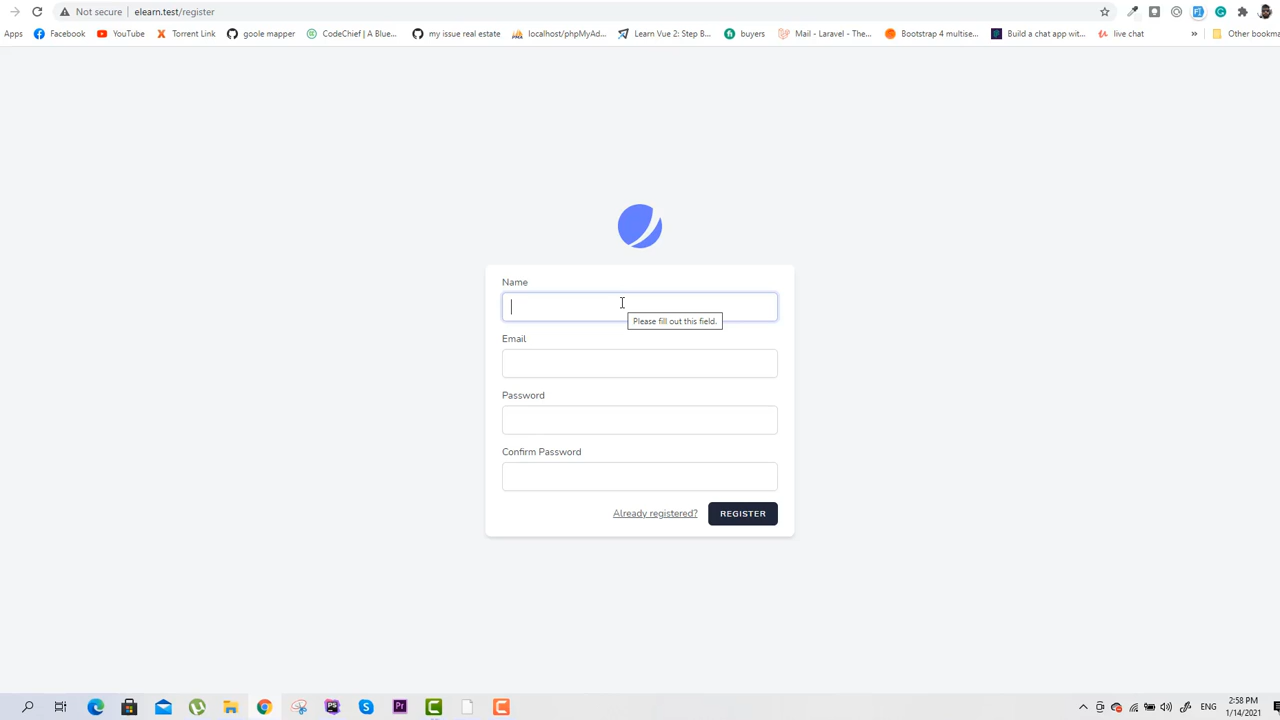 Not secure elearn.test/register
Apps Facebook YouTube Torrent Link goole mapper CodeChief (A Blue... my issue real estate localhost/phpMyAd... Learn Vue 2: Step B... buyers Mail - Laravel - The... Bootstrap 4 multise... Build a chat app wit... live chat » Other bookma
Name
Please fill out this field.
Email
Password
Confirm Password
Already registered? REGISTER
ENG 2:58 PM
1/14/2021